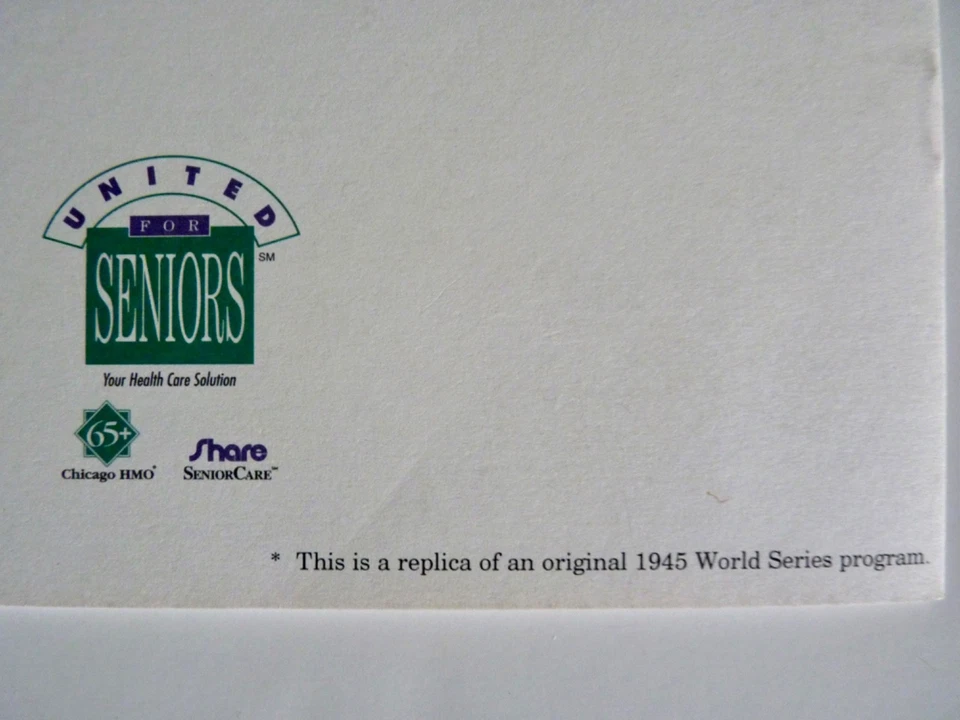 UNITED
FOR
SENIORS SM
Your Health Care Solution
65+
Chicago HMO®
Share
SENIORCARE℠
* This is a replica of an original 1945 World Series program.